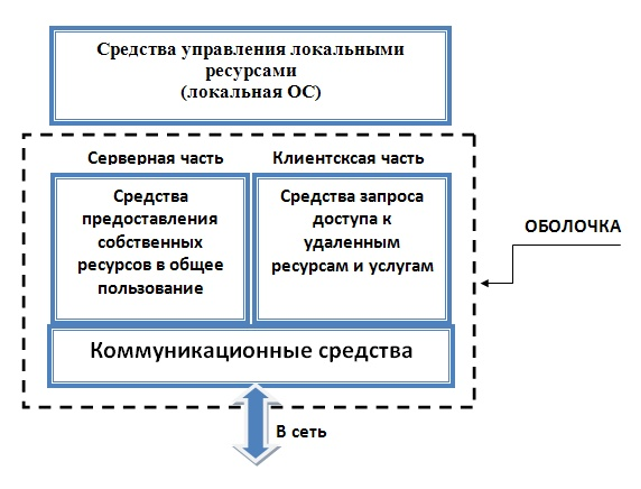 Средства управления локальными
ресурсами
(локальная ОС)
Серверная часть
Клиентсксая часть
Средства
предоставления
собственных
ресурсов в общее
пользование
Средства запроса
доступа к
удаленным
ресурсам и услугам
ОБОЛОЧКА
Коммуникационные средства
В сеть